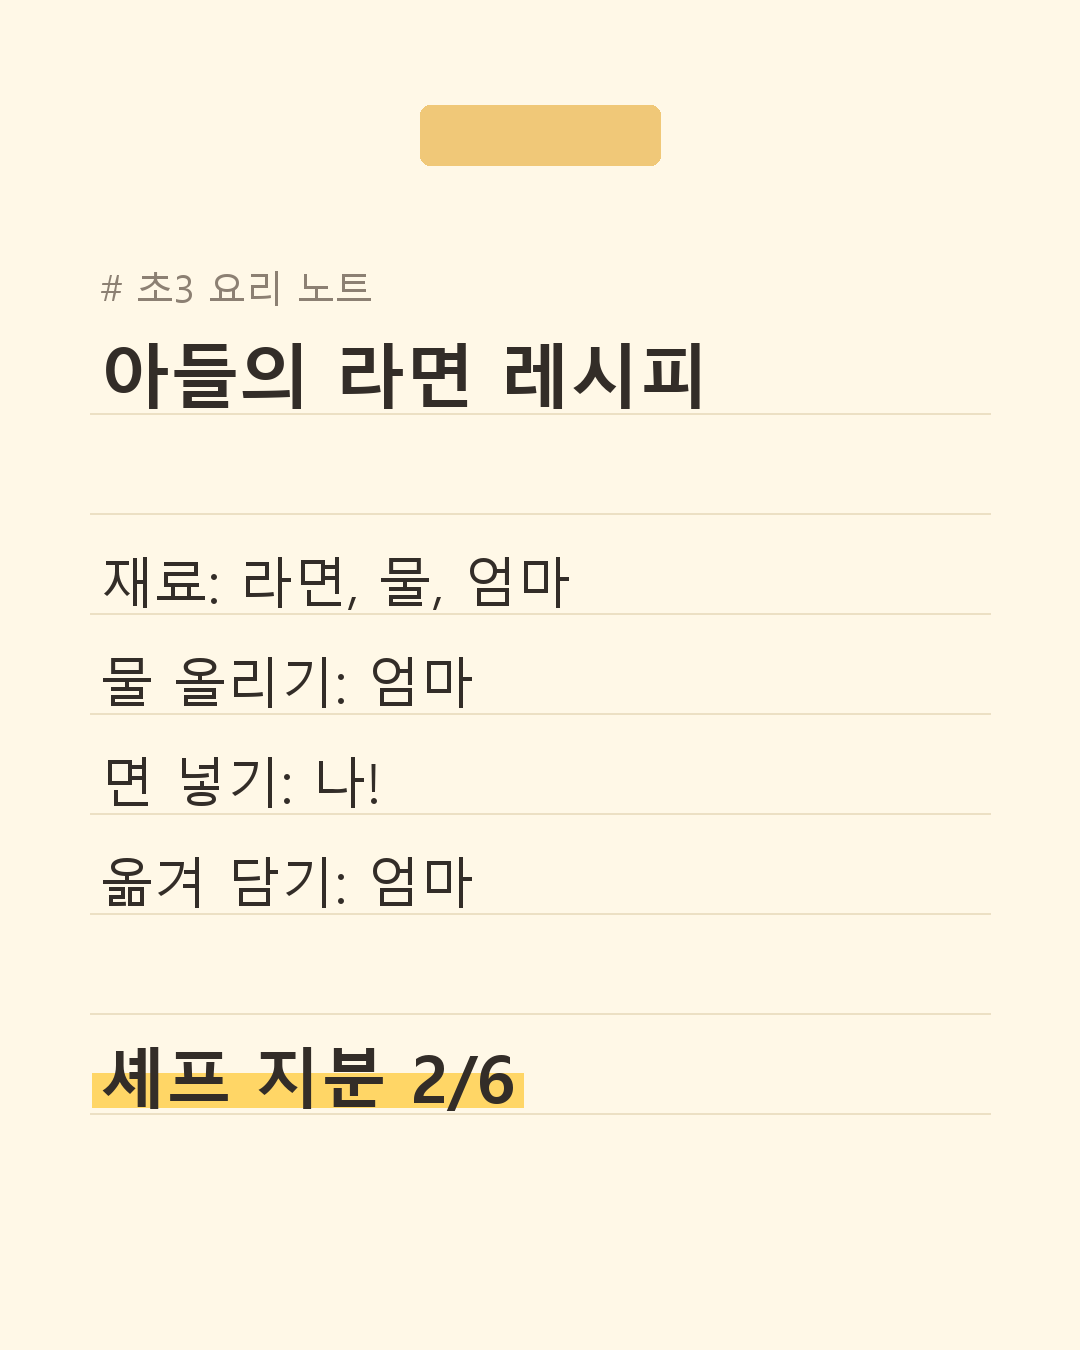 # 초3 요리 노트
아들의 라면 레시피
재료: 라면, 물, 엄마
물 올리기: 엄마
면 넣기: 나!
옮겨 담기: 엄마
셰프 지분 2/6